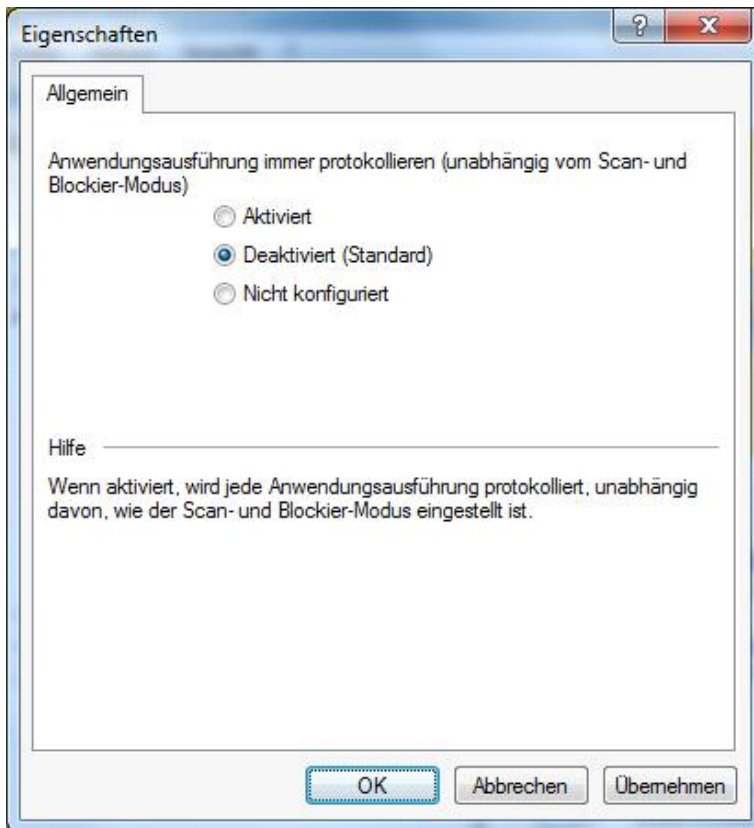 Eigenschaften
?
X
Allgemein
Anwendungsausführung immer protokollieren (unabhängig vom Scan- und
Blockier-Modus)
Aktiviert
Deaktiviert (Standard)
Nicht konfiguriert
Hilfe
Wenn aktiviert, wird jede Anwendungsausführung protokolliert, unabhängig
davon, wie der Scan- und Blockier-Modus eingestellt ist.
OK
Abbrechen
Übernehmen